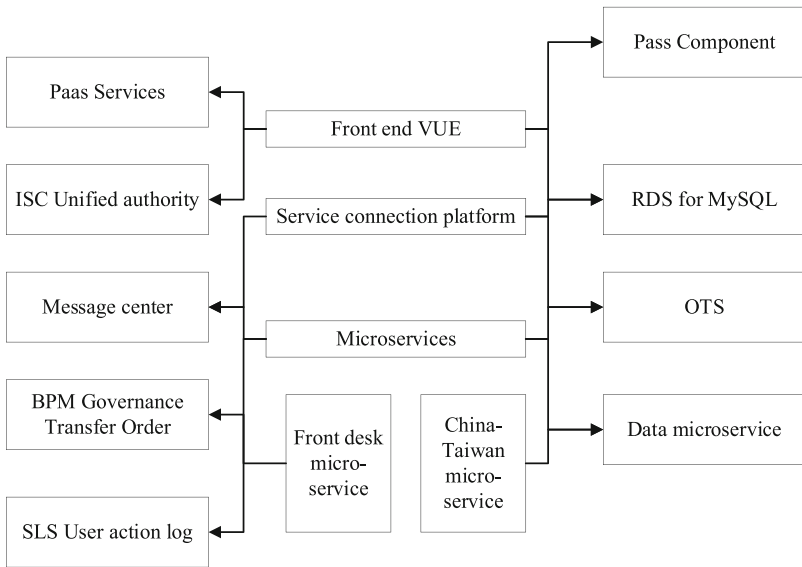 Pass Component
Paas Services
Front end VUE
ISC Unified authority
Service connection platform
RDS for MySQL
Message center
OTS
Microservices
BPM Governance
Transfer Order
Front desk
micro-
service
China-
Taiwan
micro-
service
Data microservice
SLS User action log